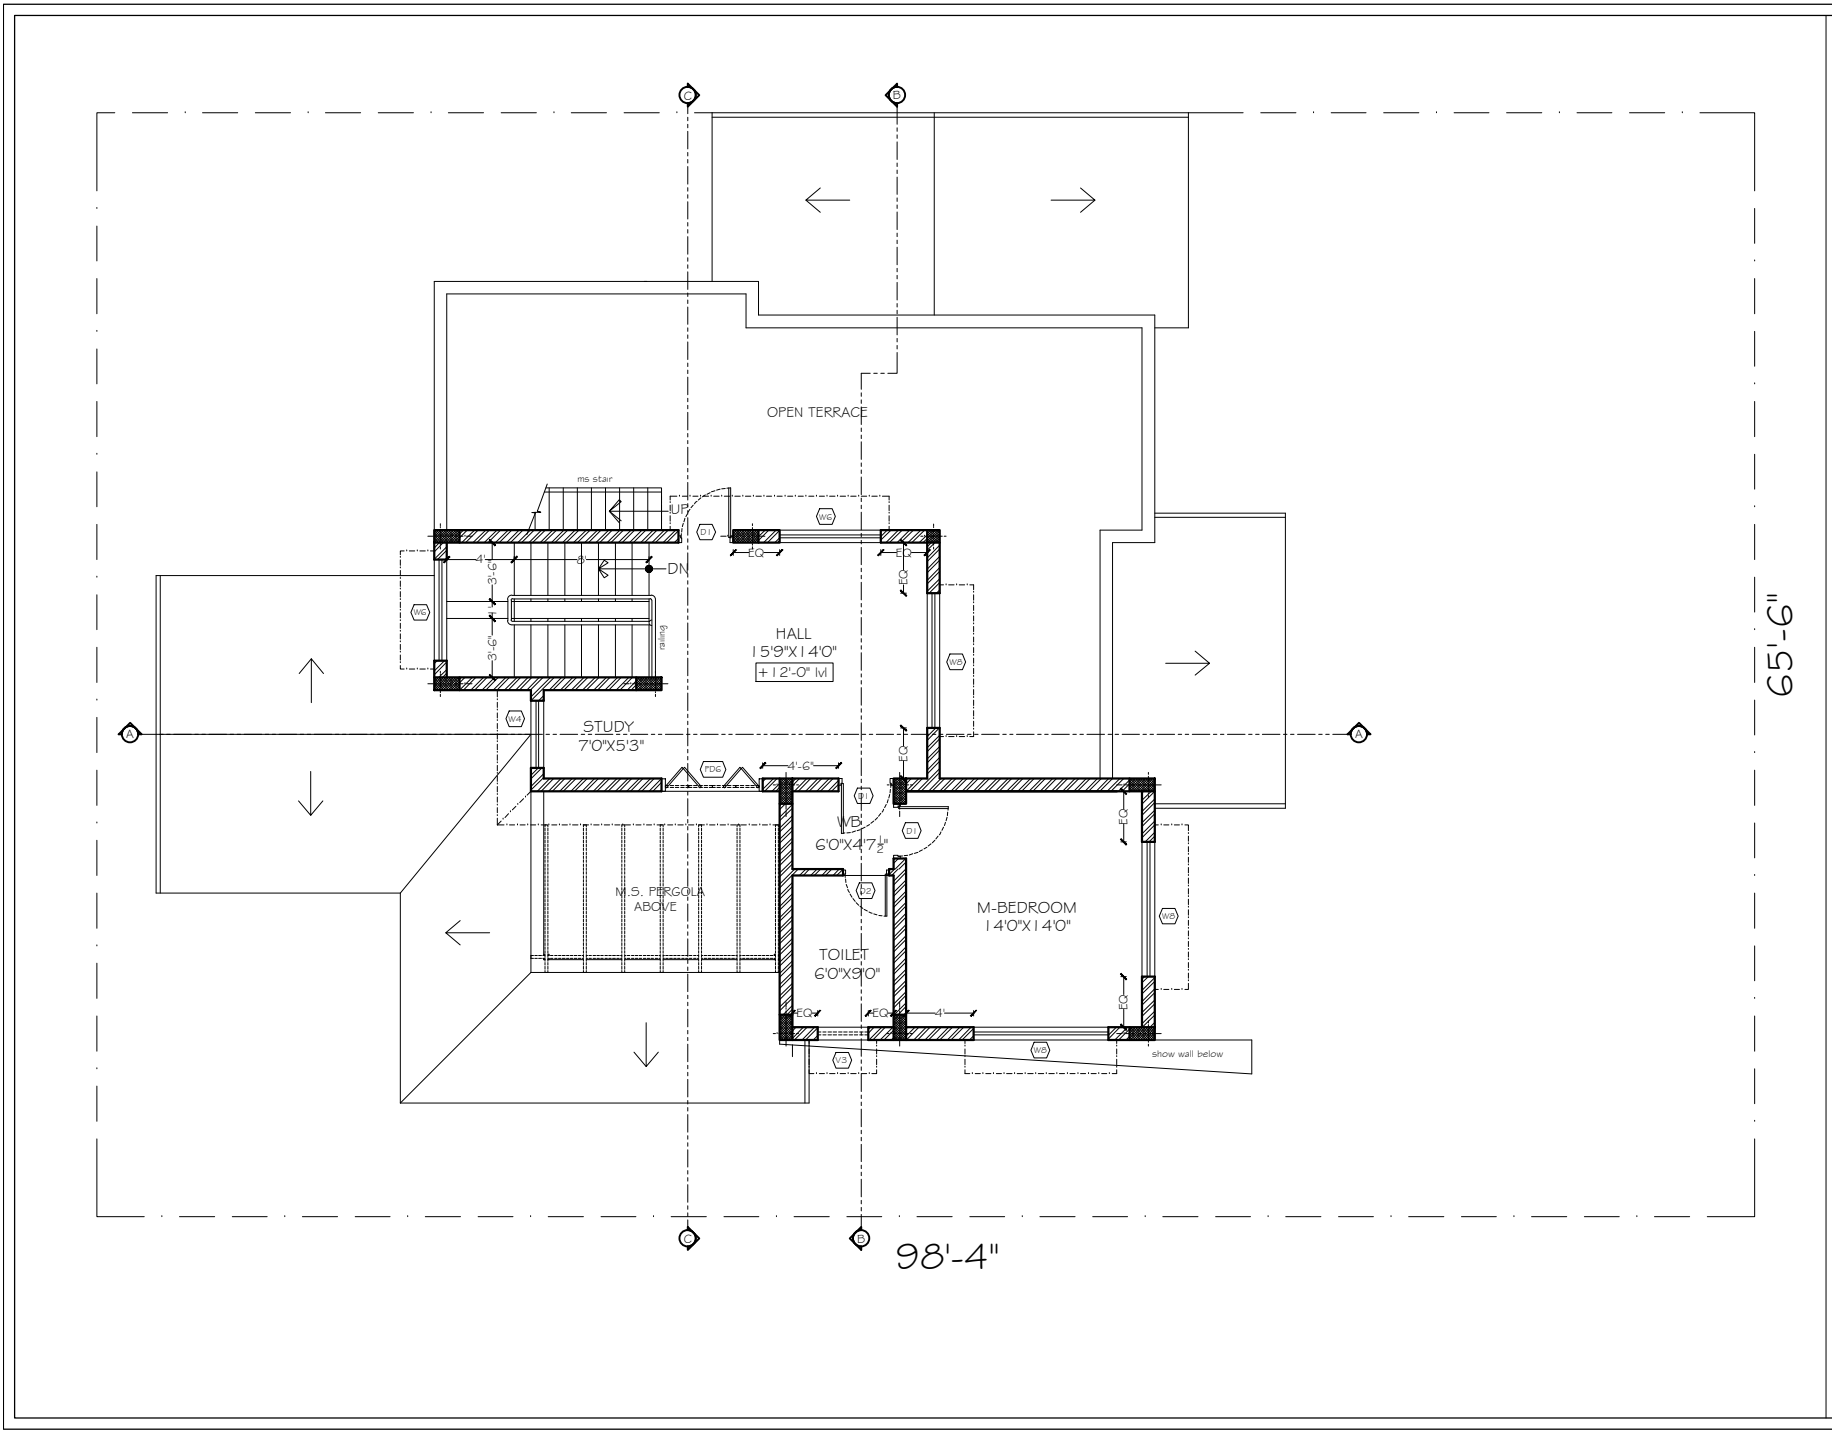 C
B
OPEN TERRACE
ms stair
UP
W6
D1
EQ
EQ
4'
8'
3'-6"
DN
EQ
W6
1'
railing
HALL
15'9"X14'0"
+12'-0" lvl
3'-6"
W8
65'-6"
W4
STUDY
7'0"X5'3"
A
A
EQ
FD6
4'-6"
D1
WB
6'0"X4'7½"
D1
EQ
M.S. PERGOLA
ABOVE
D2
M-BEDROOM
14'0"X14'0"
W8
TOILET
6'0"X9'0"
EQ
EQ
EQ
4'
V3
W8
show wall below
C
B
98'-4"